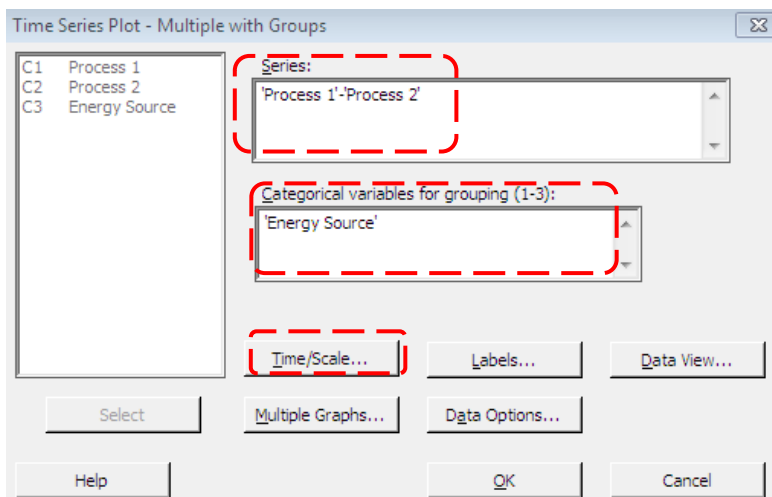 Time Series Plot - Multiple with Groups
C1 Process 1
C2 Process 2
C3 Energy Source
Series:
'Process 1'-'Process 2'
Categorical variables for grouping (1-3):
'Energy Source'
Time/Scale...
Labels...
Data View...
Select
Multiple Graphs...
Data Options...
Help
OK
Cancel